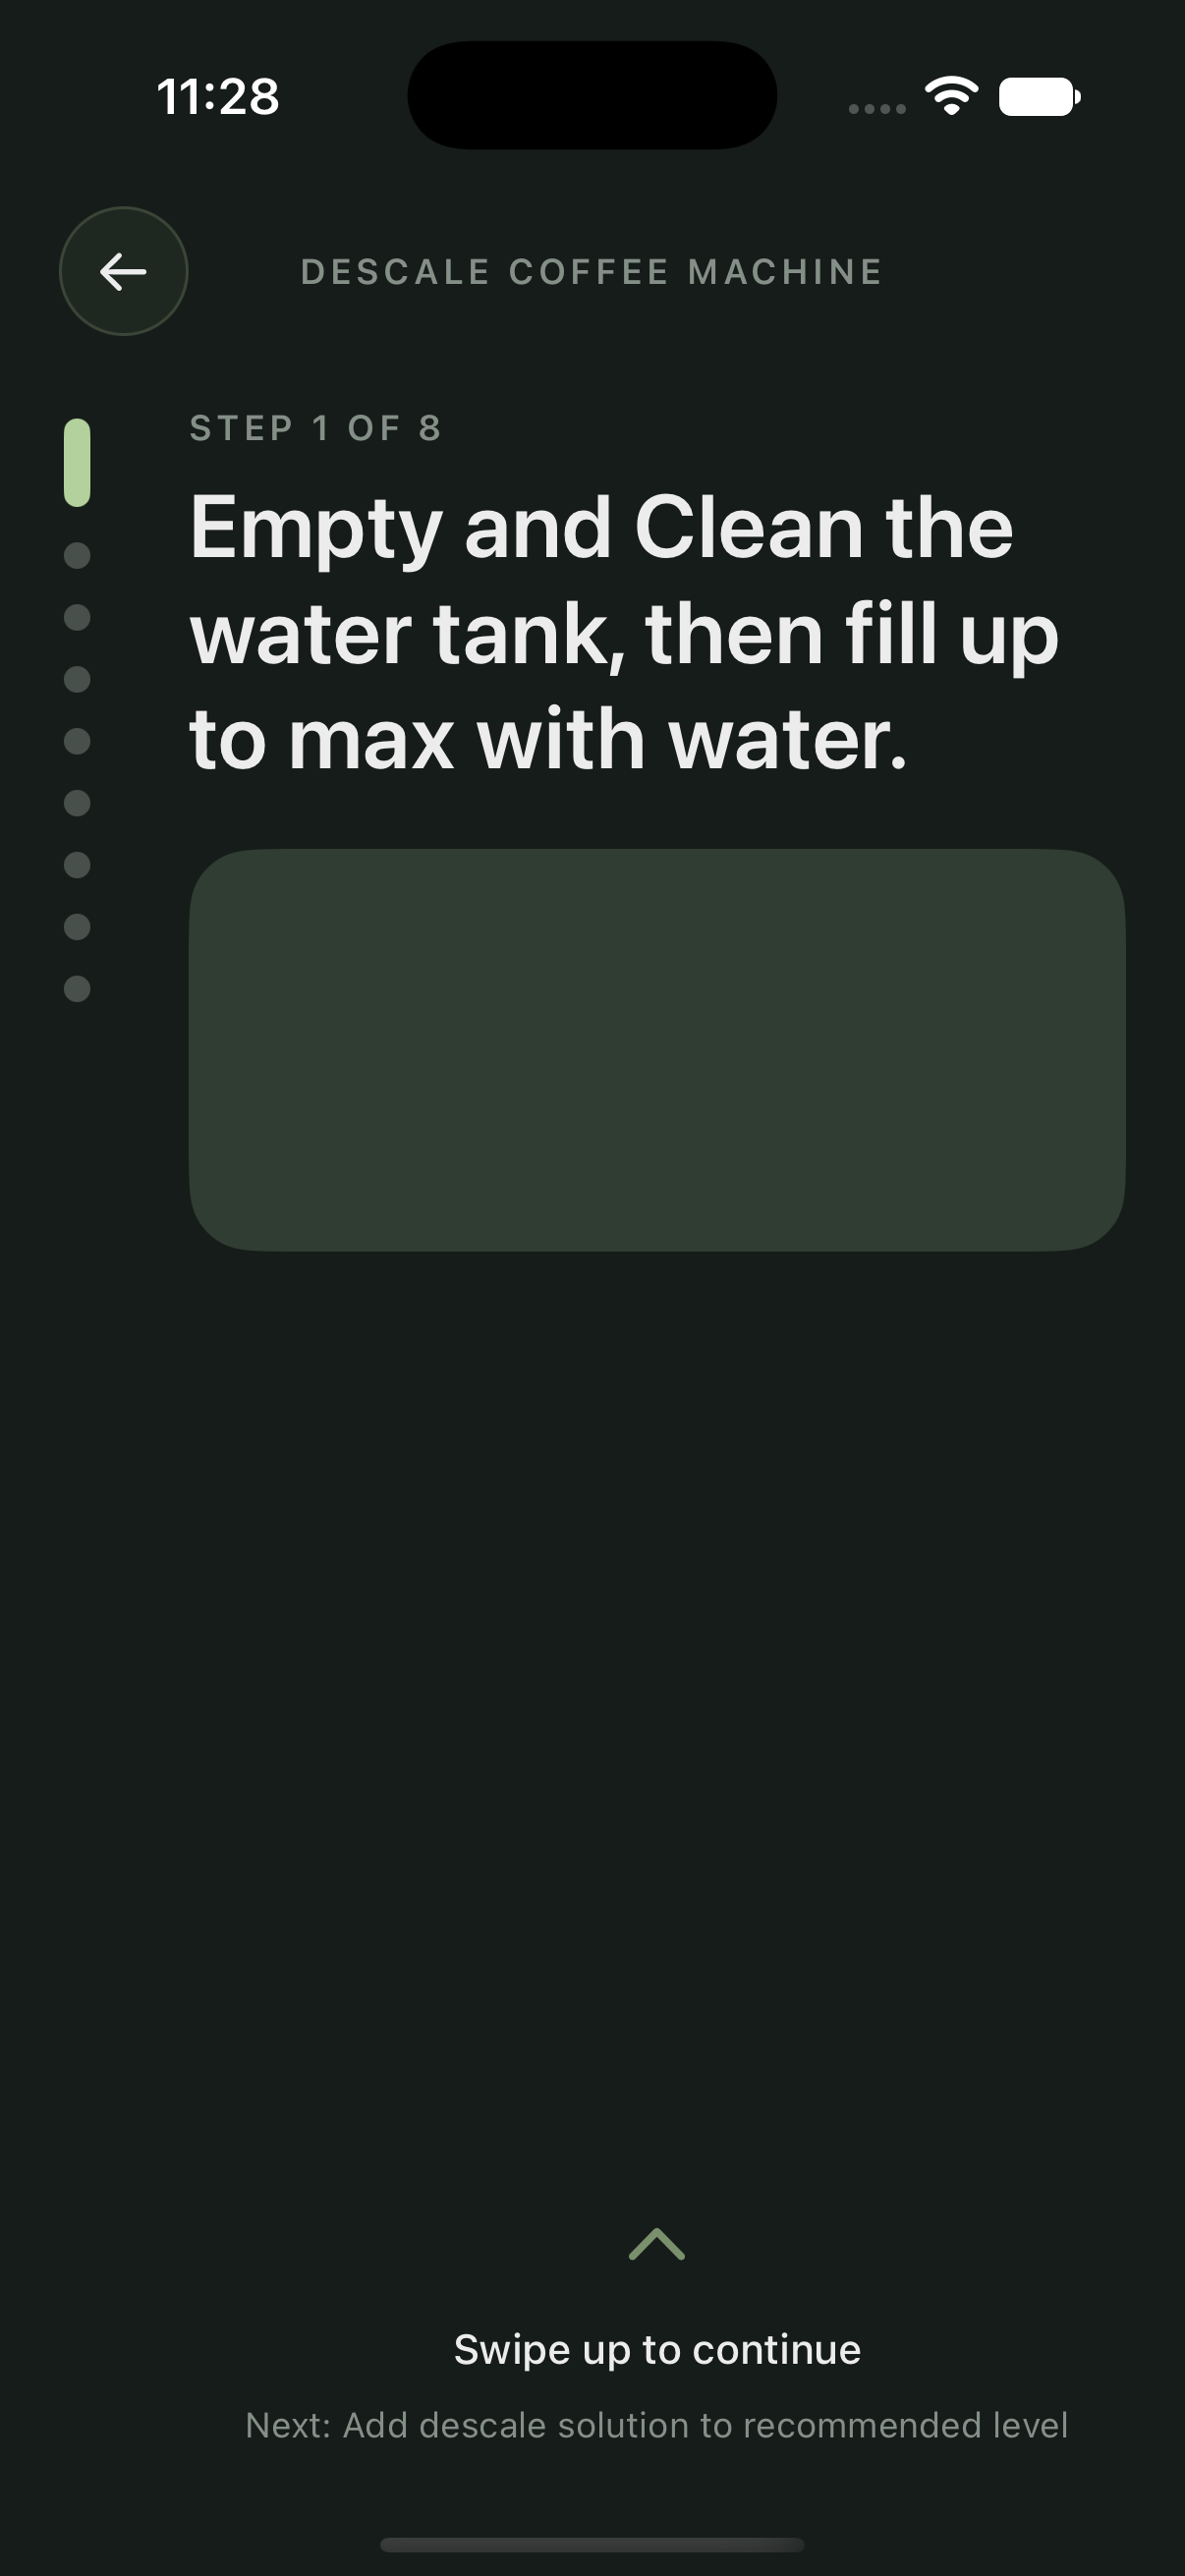 11:28
DESCALE COFFEE MACHINE
STEP 1 OF 8
Empty and Clean the
water tank, then fill up
to max with water.
Swipe up to continue
Next: Add descale solution to recommended level